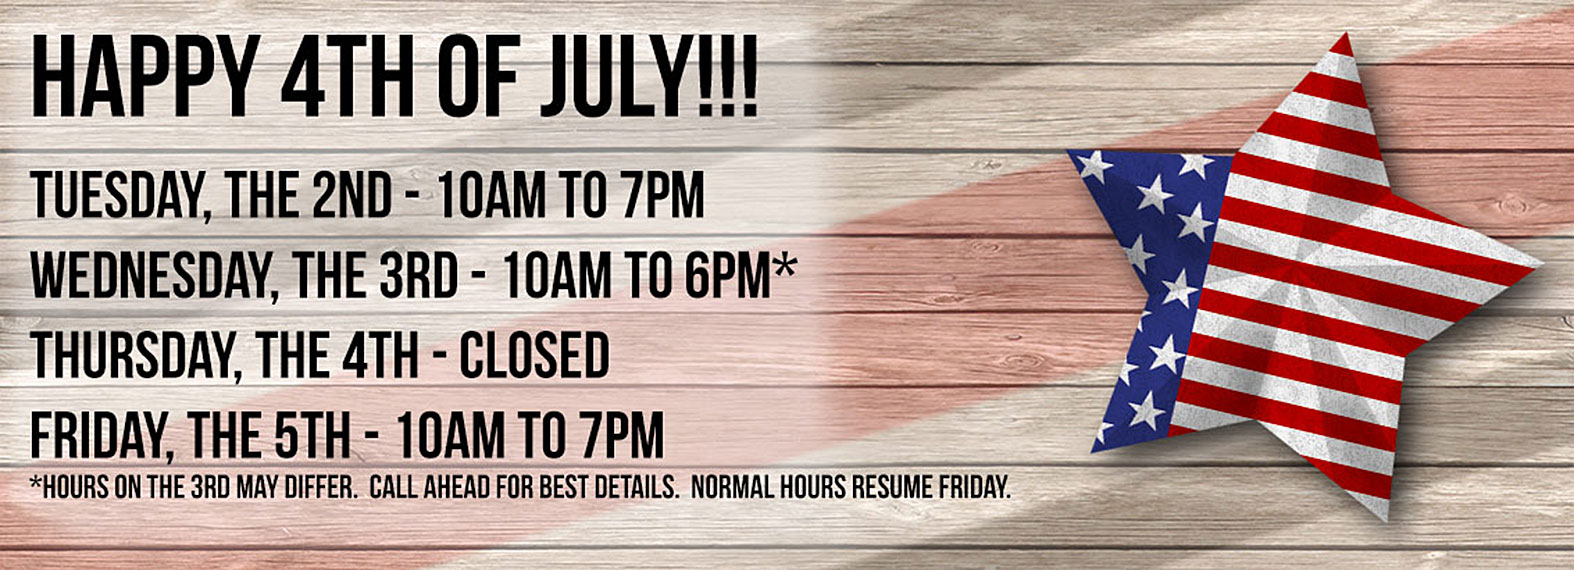 HAPPY 4TH OF JULY!!!
TUESDAY, THE 2ND - 10AM TO 7PM
WEDNESDAY, THE 3RD - 10AM TO 6PM*
THURSDAY, THE 4TH - CLOSED
FRIDAY, THE 5TH - 10AM TO 7PM
*HOURS ON THE 3RD MAY DIFFER. CALL AHEAD FOR BEST DETAILS. NORMAL HOURS RESUME FRIDAY.